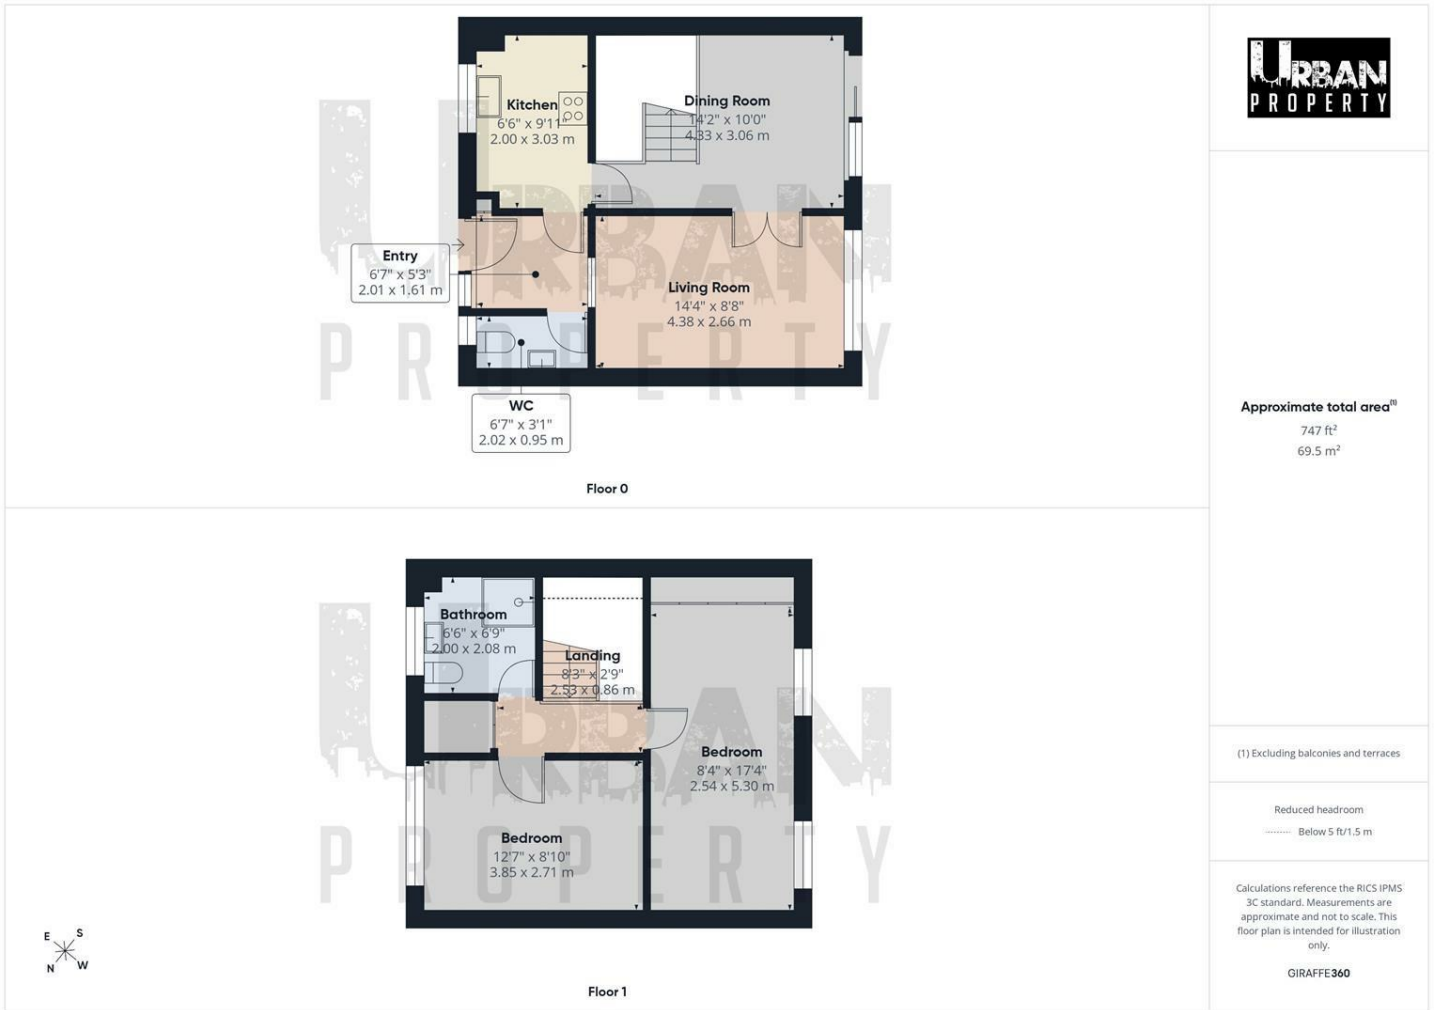 URBAN
PROPERTY
Kitchen
6'6" x 9'11"
2.00 x 3.03 m
Dining Room
14'2" x 10'0"
4.33 x 3.06 m
Entry
6'7" x 5'3"
2.01 x 1.61 m
Living Room
14'4" x 8'8"
4.38 x 2.66 m
WC
6'7" x 3'1"
2.02 x 0.95 m
URBAN
PROPERTY
Floor 0
Bathroom
6'6" x 6'9"
2.00 x 2.08 m
Landing
8'3" x 2'9"
2.53 x 0.86 m
Bedroom
8'4" x 17'4"
2.54 x 5.30 m
Bedroom
12'7" x 8'10"
3.85 x 2.71 m
URBAN
PROPERTY
E S
N W
Floor 1
Approximate total area(1)
747 ft²
69.5 m²
(1) Excluding balconies and terraces
Reduced headroom
Below 5 ft/1.5 m
Calculations reference the RICS IPMS
3C standard. Measurements are
approximate and not to scale. This
floor plan is intended for illustration
only.
GIRAFFE360